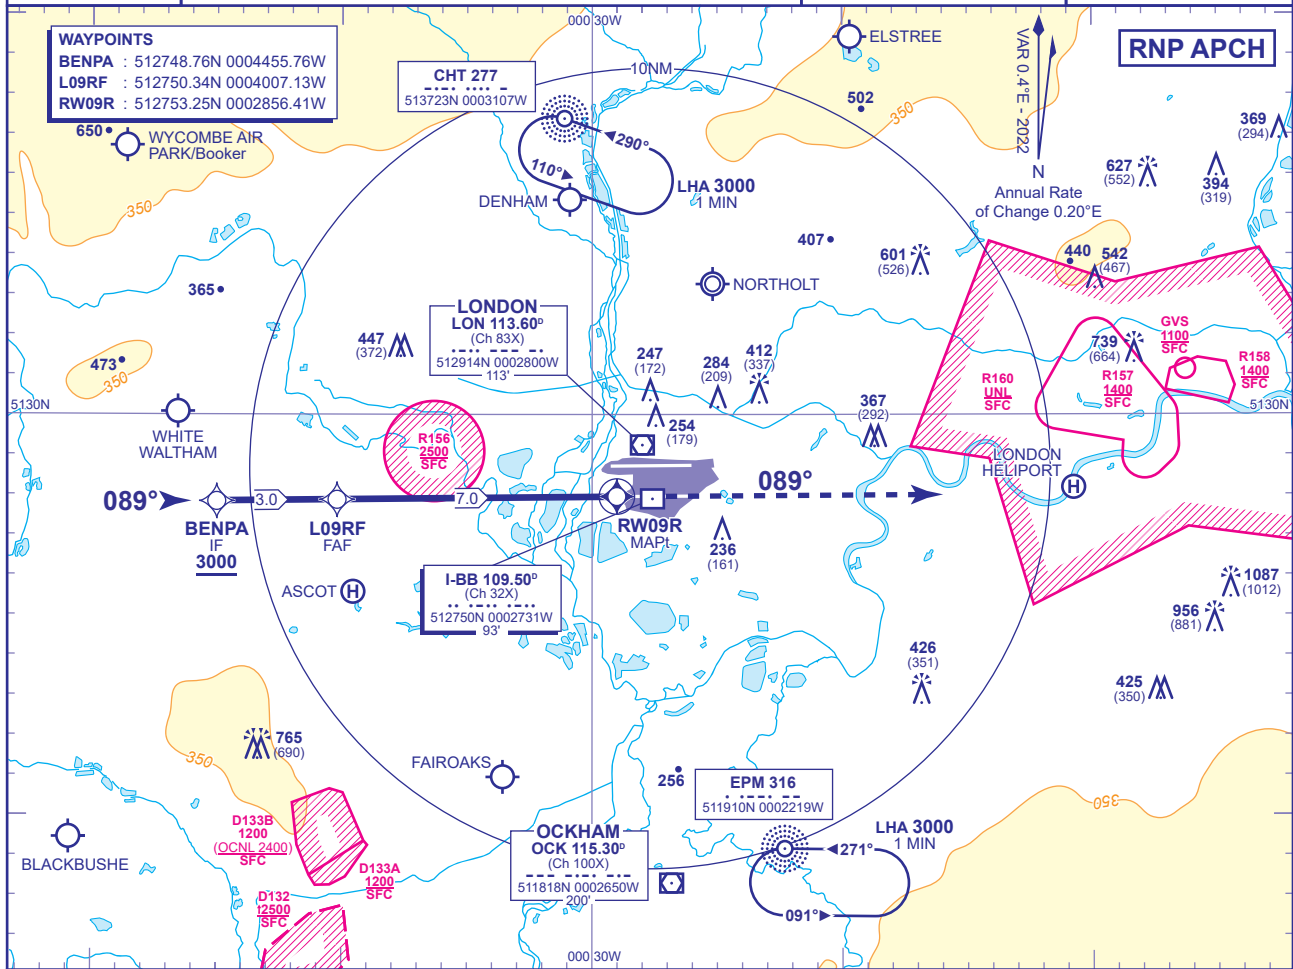 000 30W
WAYPOINTS
BENPA : 512748.76N 0004455.76W
L09RF : 512750.34N 0004007.13W
RW09R : 512753.25N 0002856.41W
RNP APCH
ELSTREE
VAR 0.4°E - 2022
N
Annual Rate
of Change 0.20°E
10NM
CHT 277
513723N 0003107W
502
350
369
(294)
650
WYCOMBE AIR
PARK/Booker
290°
110°
LHA 3000
1 MIN
DENHAM
627
(552)
394
(319)
350
407
601
(526)
440
542
(467)
365
NORTHOLT
LONDON
LON 113.60D
(Ch 83X)
512914N 0002800W
113'
447
(372)
473
350
247
(172)
284
(209)
412
(337)
254
(179)
367
(292)
739
(664)
GVS
1100
SFC
R158
1400
SFC
R160
UNL
SFC
R157
1400
SFC
5130N
5130N
WHITE
WALTHAM
R156
2500
SFC
LONDON
HELIPORT
H
089°
3.0
7.0
089°
BENPA
IF
3000
L09RF
FAF
RW09R
MAPt
236
(161)
ASCOT
H
I-BB 109.50D
(Ch 32X)
512750N 0002731W
93'
1087
(1012)
956
(881)
426
(351)
425
(350)
765
(690)
350
FAIROAKS
256
EPM 316
511910N 0002219W
350
D133B
1200
(OCNL 2400)
SFC
BLACKBUSHE
D133A
1200
SFC
D132
2500
SFC
OCKHAM
OCK 115.30D
(Ch 100X)
511818N 0002650W
200'
LHA 3000
1 MIN
271°
091°
000 30W